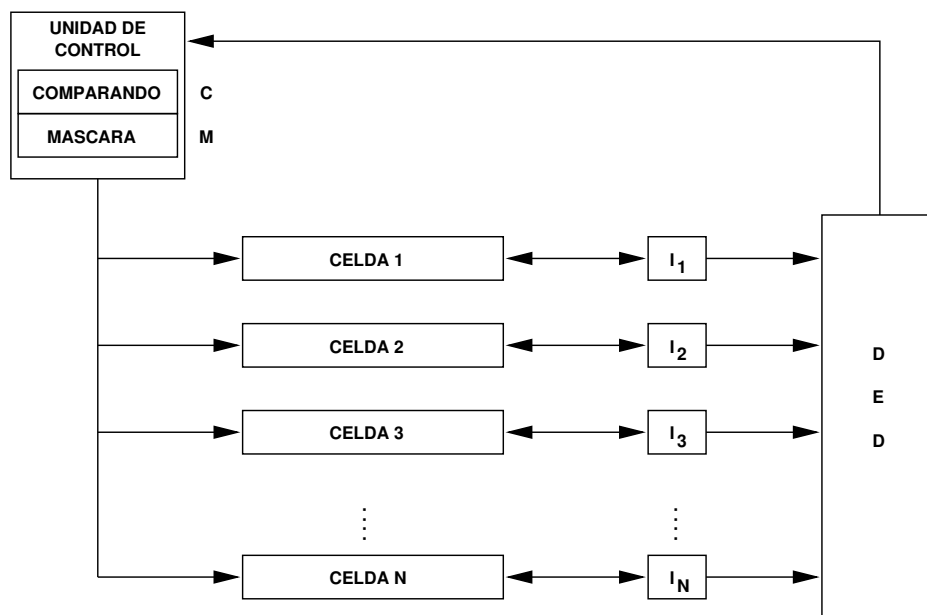 UNIDAD DE
CONTROL
COMPARANDO C
MASCARA M
CELDA 1 I1
CELDA 2 I2
CELDA 3 I3
CELDA N IN
D
E
D